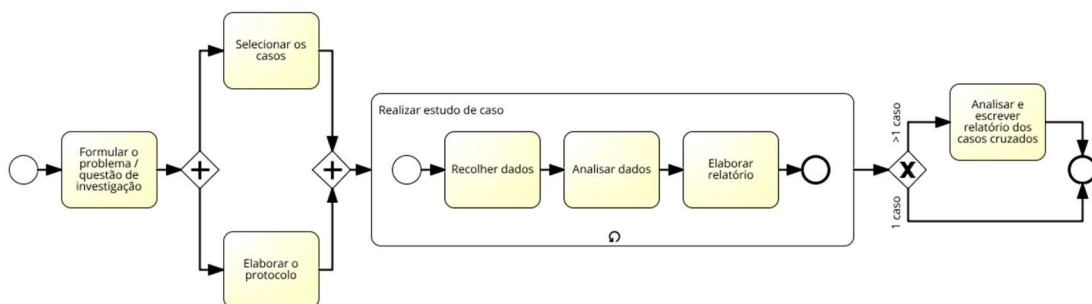 Formular o
problema /
questão de
investigação
Selecionar os
casos
Elaborar o
protocolo
Realizar estudo de caso
Recolher dados
Analisar dados
Elaborar
relatório
>1 caso
1 caso
Analisar e
escrever
relatório dos
casos cruzados